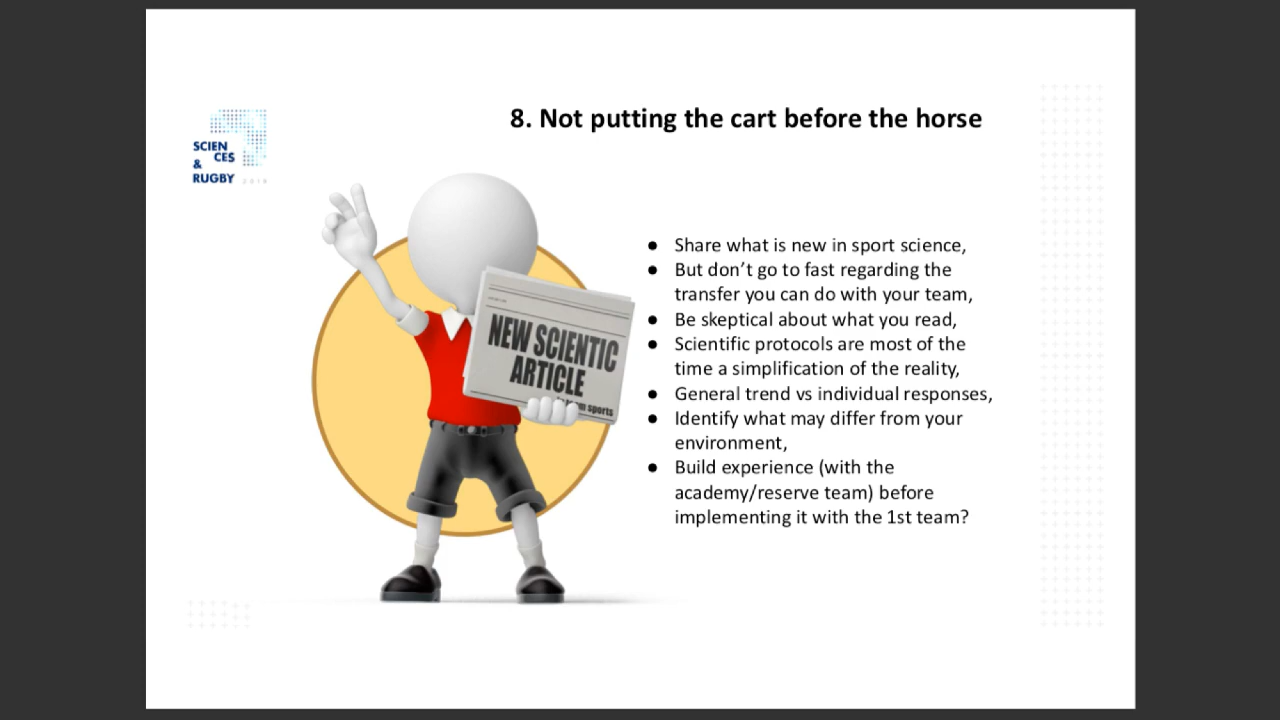 8. Not putting the cart before the horse
SCIEN
CES
&
RUGBY 2018
● Share what is new in sport science,
● But don’t go to fast regarding the
transfer you can do with your team,
● Be skeptical about what you read,
● Scientific protocols are most of the
time a simplification of the reality,
● General trend vs individual responses,
● Identify what may differ from your
environment,
● Build experience (with the
academy/reserve team) before
implementing it with the 1st team?
NEW SCIENTIC
ARTICLE
sports